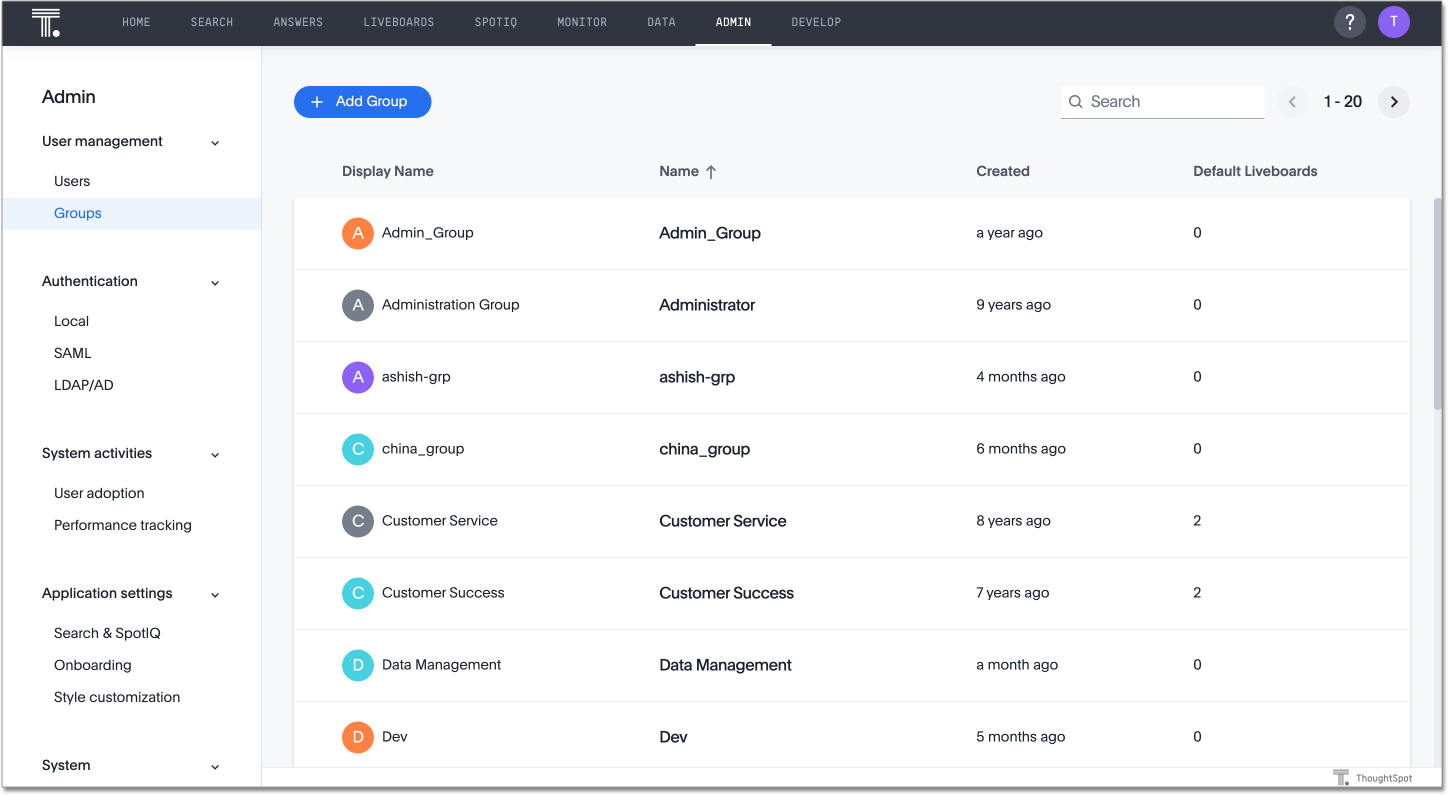 HOME SEARCH ANSWERS LIVEBOARDS SPOTIQ MONITOR DATA ADMIN DEVELOP ? T
Admin
User management
Users
Groups
Authentication
Local
SAML
LDAP/AD
System activities
User adoption
Performance tracking
Application settings
Search & SpotIQ
Onboarding
Style customization
System
+ Add Group
Search
1 - 20
Display Name Name ↑ Created Default Liveboards
A Admin_Group Admin_Group a year ago 0
A Administration Group Administrator 9 years ago 0
A ashish-grp ashish-grp 4 months ago 0
C china_group china_group 6 months ago 0
C Customer Service Customer Service 8 years ago 2
C Customer Success Customer Success 7 years ago 2
D Data Management Data Management a month ago 0
D Dev Dev 5 months ago 0
ThoughtSpot